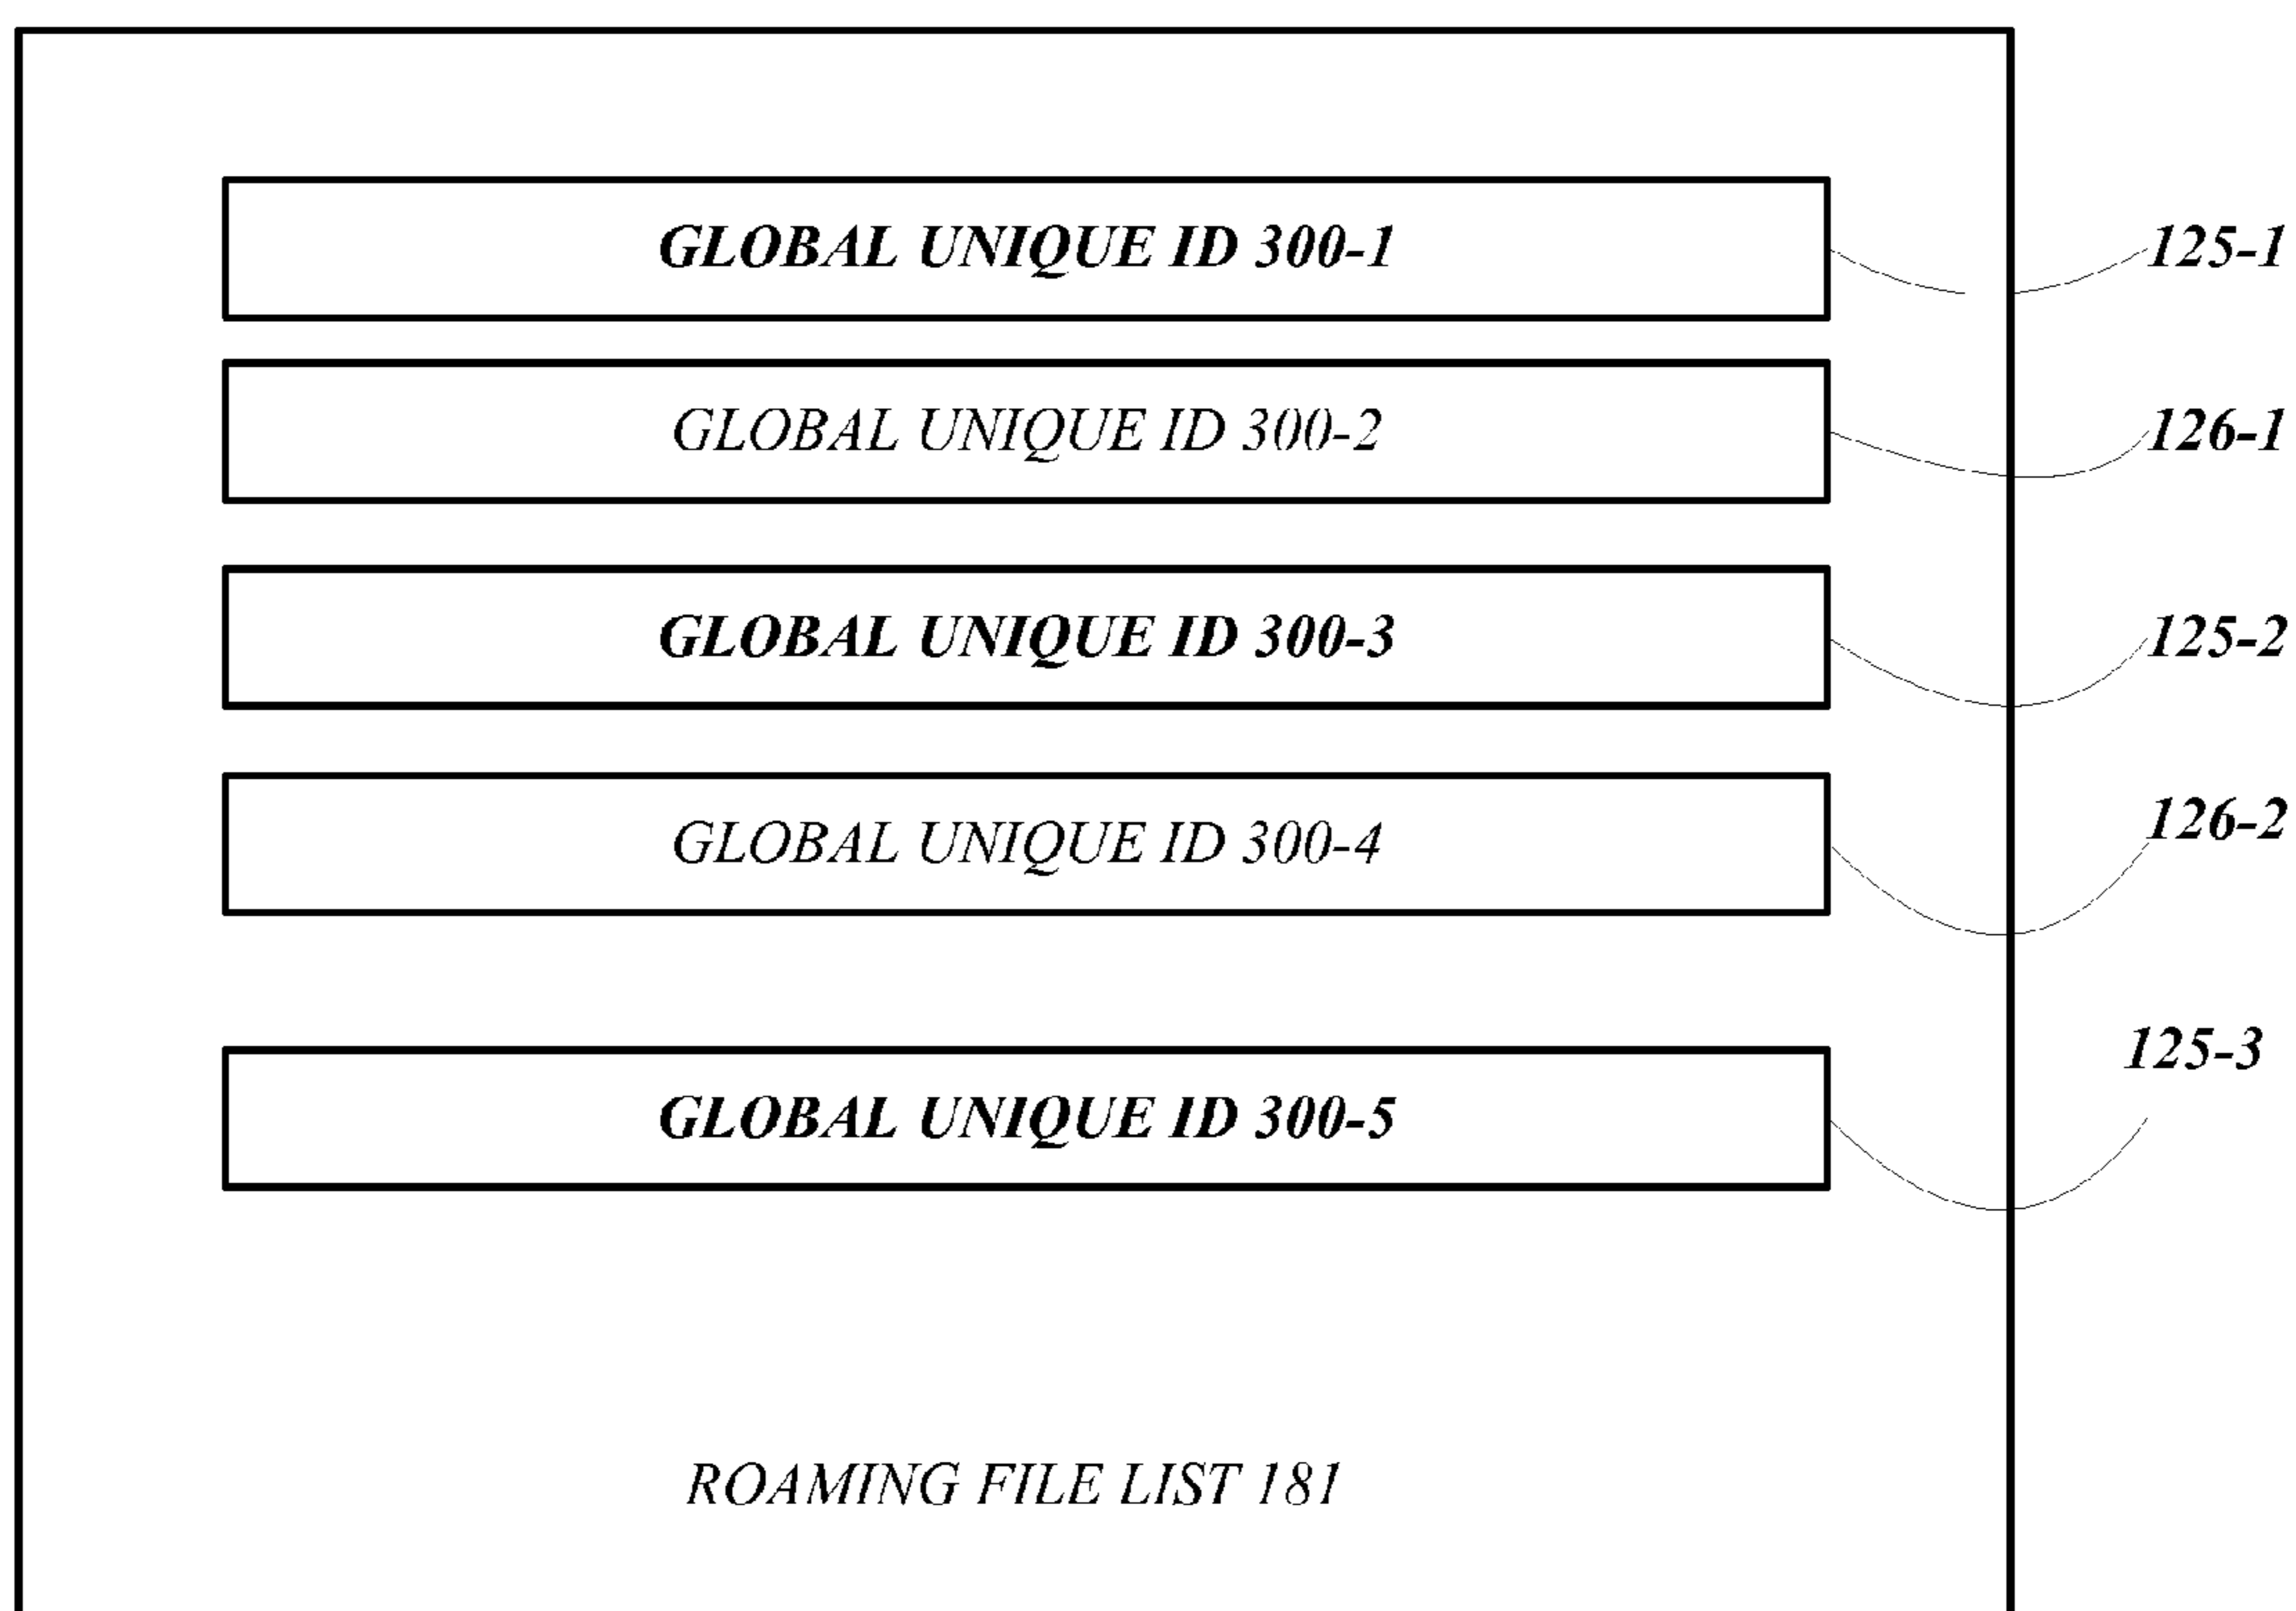 GLOBAL UNIQUE ID 300-1
125-1
GLOBAL UNIQUE ID 300-2
126-1
GLOBAL UNIQUE ID 300-3
125-2
GLOBAL UNIQUE ID 300-4
126-2
125-3
GLOBAL UNIQUE ID 300-5
ROAMING FILE LIST 181